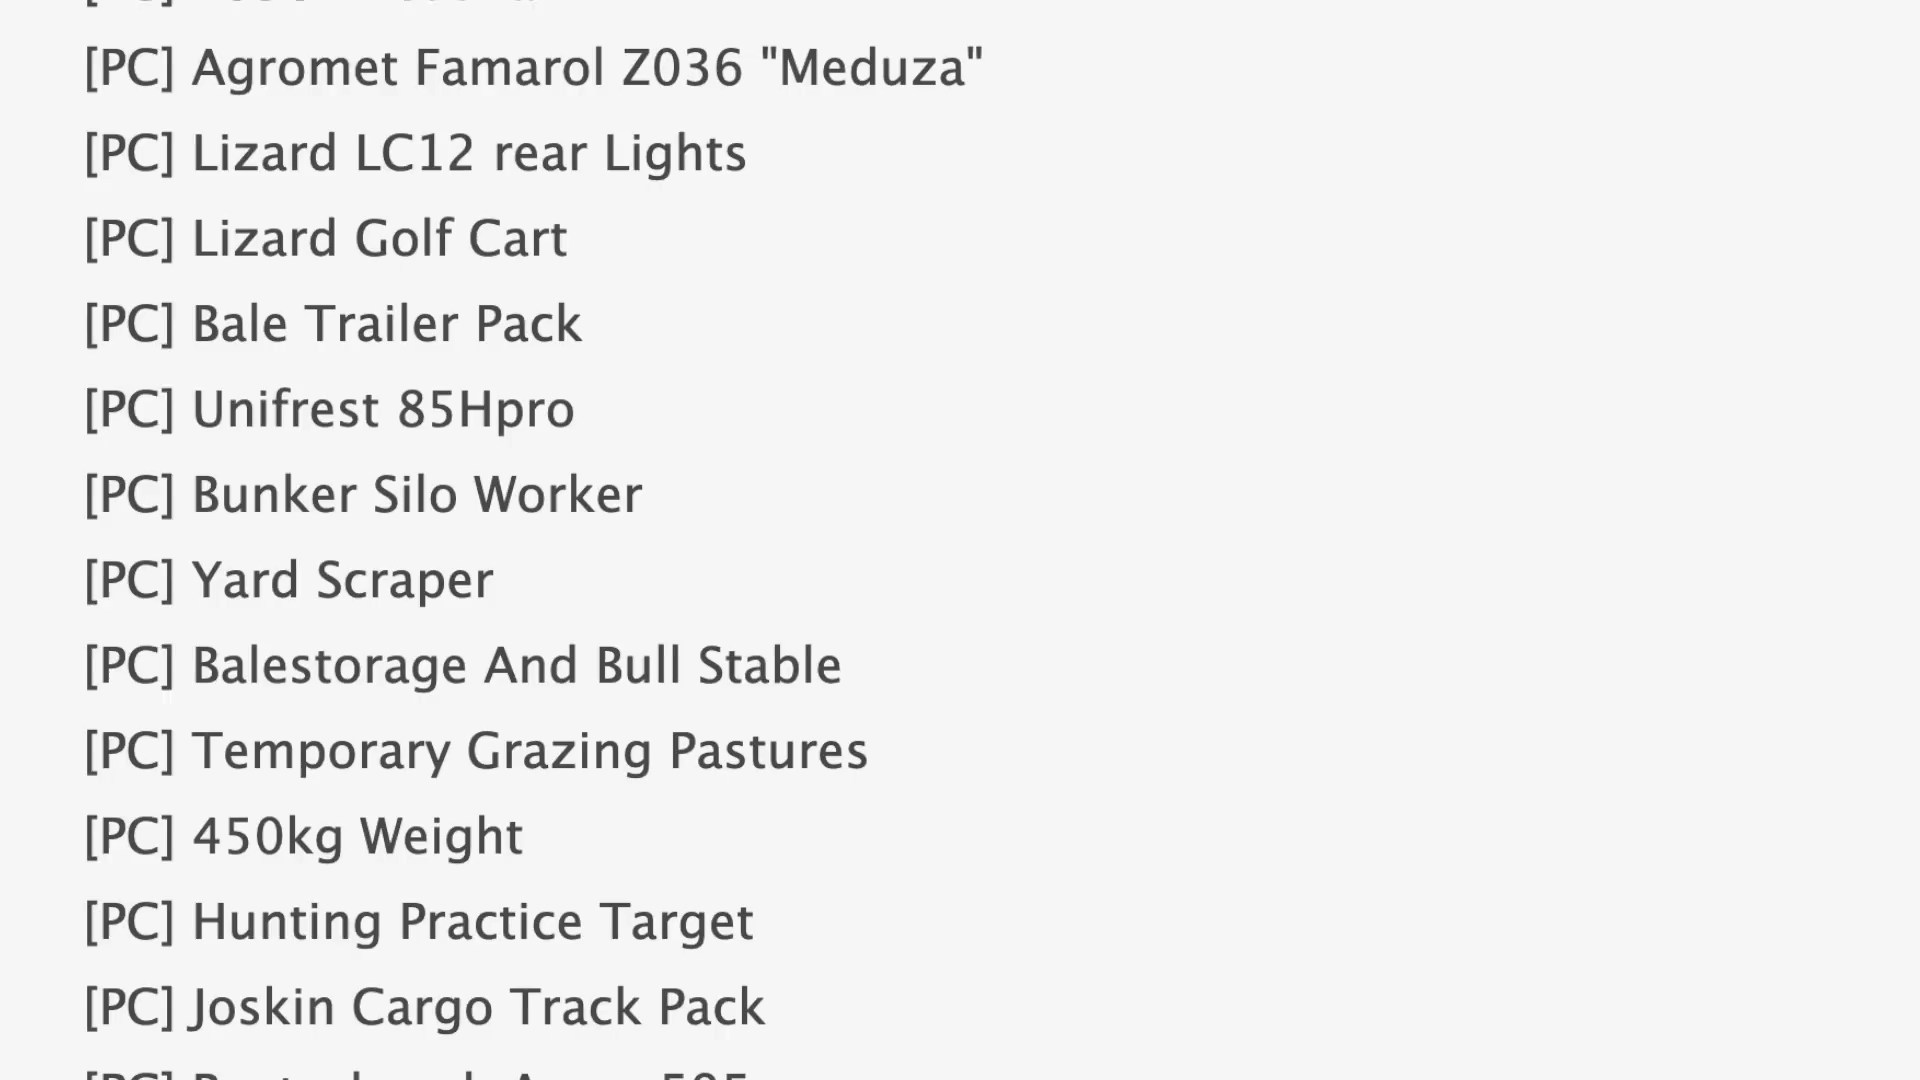 [PC] Agromet Famarol Z036 "Meduza"
[PC] Lizard LC12 rear Lights
[PC] Lizard Golf Cart
[PC] Bale Trailer Pack
[PC] Unifrest 85Hpro
[PC] Bunker Silo Worker
[PC] Yard Scraper
[PC] Balestorage And Bull Stable
[PC] Temporary Grazing Pastures
[PC] 450kg Weight
[PC] Hunting Practice Target
[PC] Joskin Cargo Track Pack